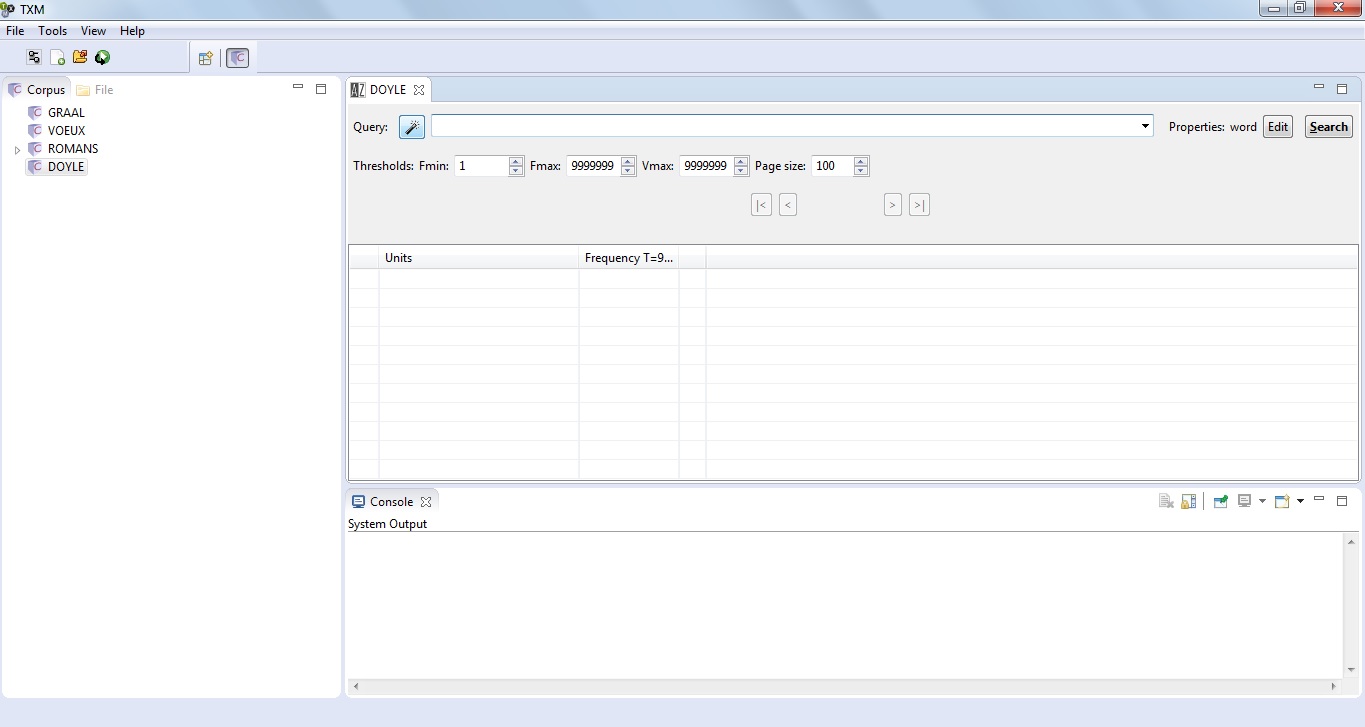 TXM
File Tools View Help
Corpus File
GRAAL
VOEUX
ROMANS
DOYLE
AZ DOYLE
Query: Properties: word Edit Search
Thresholds: Fmin: 1 Fmax: 9999999 Vmax: 9999999 Page size: 100
|< < > >|
Units Frequency T=9...
Console
System Output